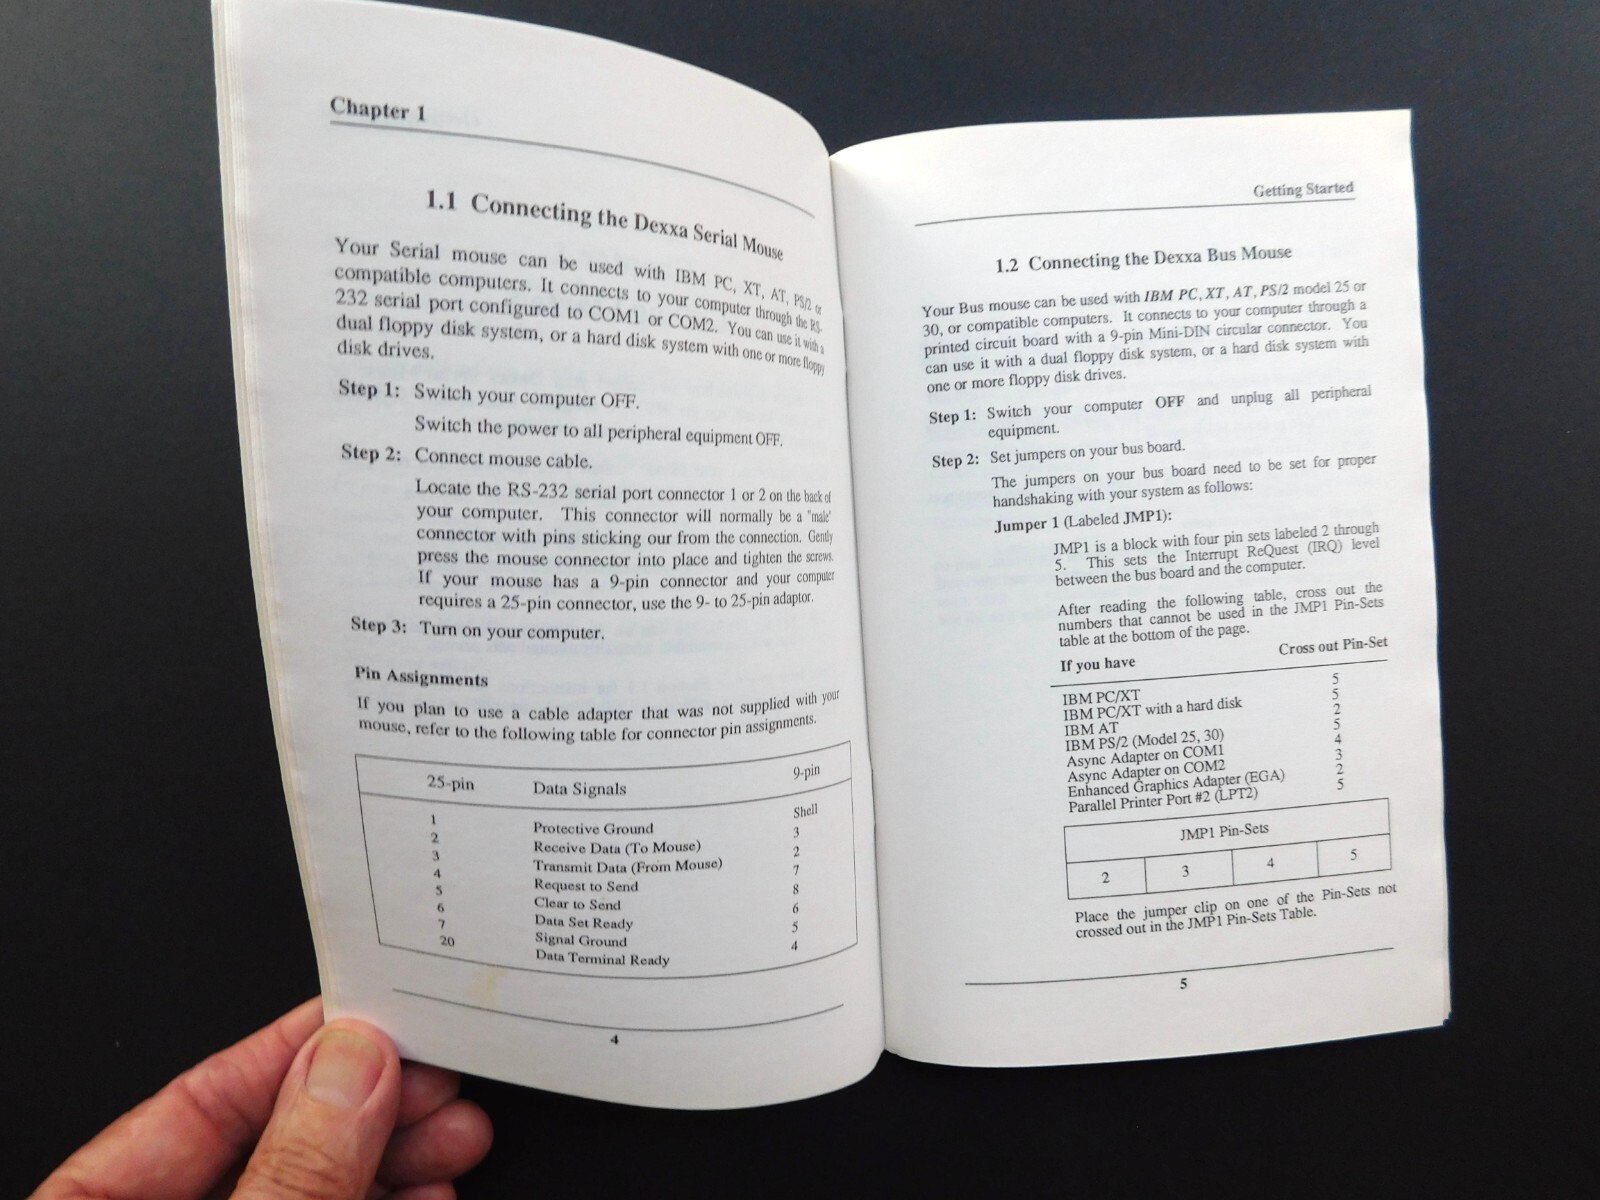 Chapter 1
1.1 Connecting the Dexxa Serial Mouse
Your Serial mouse can be used with IBM PC, XT, AT, PS/2 or
compatible computers. It connects to your computer through the RS-
232 serial port configured to COM1 or COM2. You can use it with a
dual floppy disk system, or a hard disk system with one or more floppy
disk drives.
Step 1: Switch your computer OFF.
Switch the power to all peripheral equipment OFF.
Step 2: Connect mouse cable.
Locate the RS-232 serial port connector 1 or 2 on the back of
your computer. This connector will normally be a "male"
connector with pins sticking our from the connection. Gently
press the mouse connector into place and tighten the screws.
If your mouse has a 9-pin connector and your computer
requires a 25-pin connector, use the 9- to 25-pin adaptor.
Step 3: Turn on your computer.
Pin Assignments
If you plan to use a cable adapter that was not supplied with your
mouse, refer to the following table for connector pin assignments.
25-pin Data Signals 9-pin
1 Protective Ground Shell
2 Receive Data (To Mouse) 3
3 Transmit Data (From Mouse) 2
4 Request to Send 7
5 Clear to Send 8
6 Data Set Ready 6
7 Signal Ground 5
20 Data Terminal Ready 4
4
Getting Started
1.2 Connecting the Dexxa Bus Mouse
Your Bus mouse can be used with IBM PC, XT, AT, PS/2 model 25 or
30, or compatible computers. It connects to your computer through a
printed circuit board with a 9-pin Mini-DIN circular connector. You
can use it with a dual floppy disk system, or a hard disk system with
one or more floppy disk drives.
Step 1: Switch your computer OFF and unplug all peripheral
equipment.
Step 2: Set jumpers on your bus board.
The jumpers on your bus board need to be set for proper
handshaking with your system as follows:
Jumper 1 (Labeled JMP1):
JMP1 is a block with four pin sets labeled 2 through
5. This sets the Interrupt ReQuest (IRQ) level
between the bus board and the computer.
After reading the following table, cross out the
numbers that cannot be used in the JMP1 Pin-Sets
table at the bottom of the page.
If you have Cross out Pin-Set
IBM PC/XT 5
IBM PC/XT with a hard disk 5
IBM AT 2
IBM PS/2 (Model 25, 30) 5
Async Adapter on COM1 4
Async Adapter on COM2 3
Enhanced Graphics Adapter (EGA) 2
Parallel Printer Port #2 (LPT2) 5
JMP1 Pin-Sets
2 3 4 5
Place the jumper clip on one of the Pin-Sets not
crossed out in the JMP1 Pin-Sets Table.
5